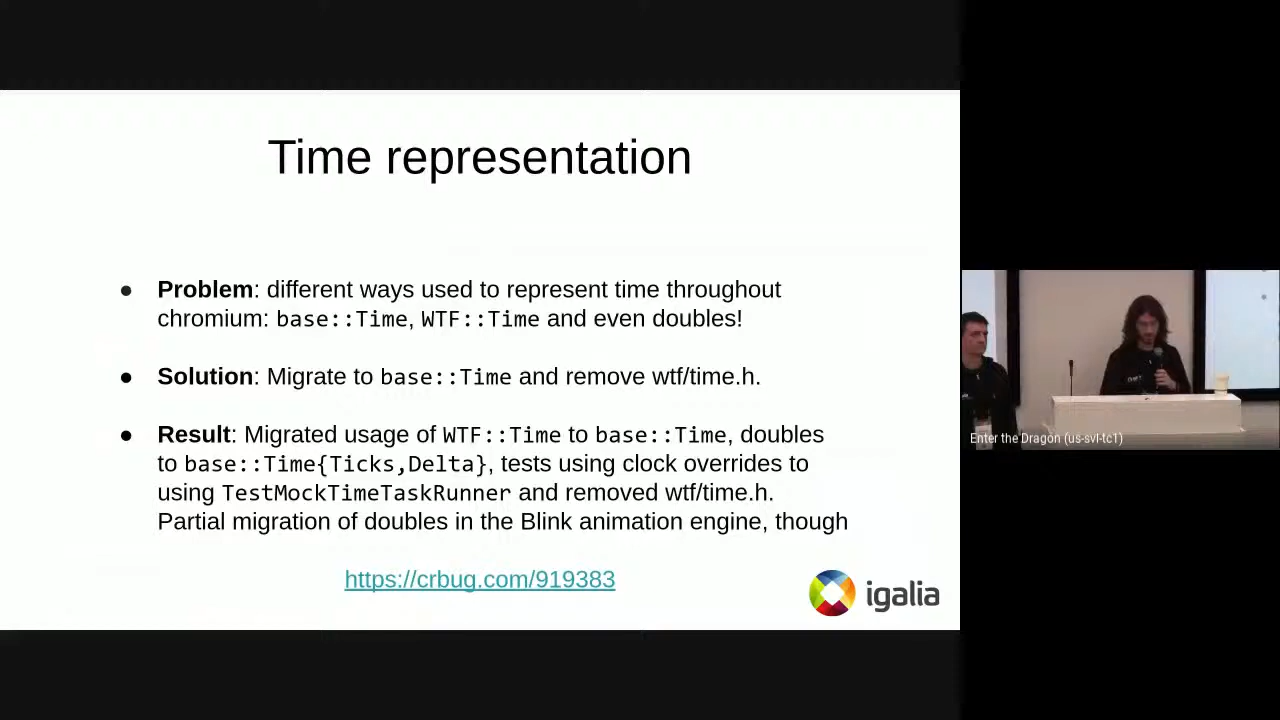 Time representation
● Problem: different ways used to represent time throughout
chromium: base::Time, WTF::Time and even doubles!
● Solution: Migrate to base::Time and remove wtf/time.h.
● Result: Migrated usage of WTF::Time to base::Time, doubles
to base::Time{Ticks,Delta}, tests using clock overrides to
using TestMockTimeTaskRunner and removed wtf/time.h.
Partial migration of doubles in the Blink animation engine, though
https://crbug.com/919383
igalia
Enter the Dragon (us-svl-tc1)